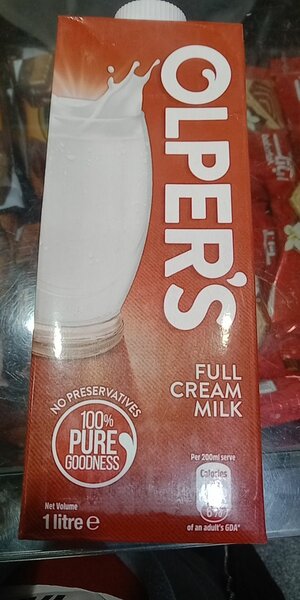 OLPER'S
FULL
CREAM
MILK
NO PRESERVATIVES
100%
PURE
GOODNESS
Per 200ml serve
Calories
6%
of an adult's GDA*
Net Volume
1 litre e